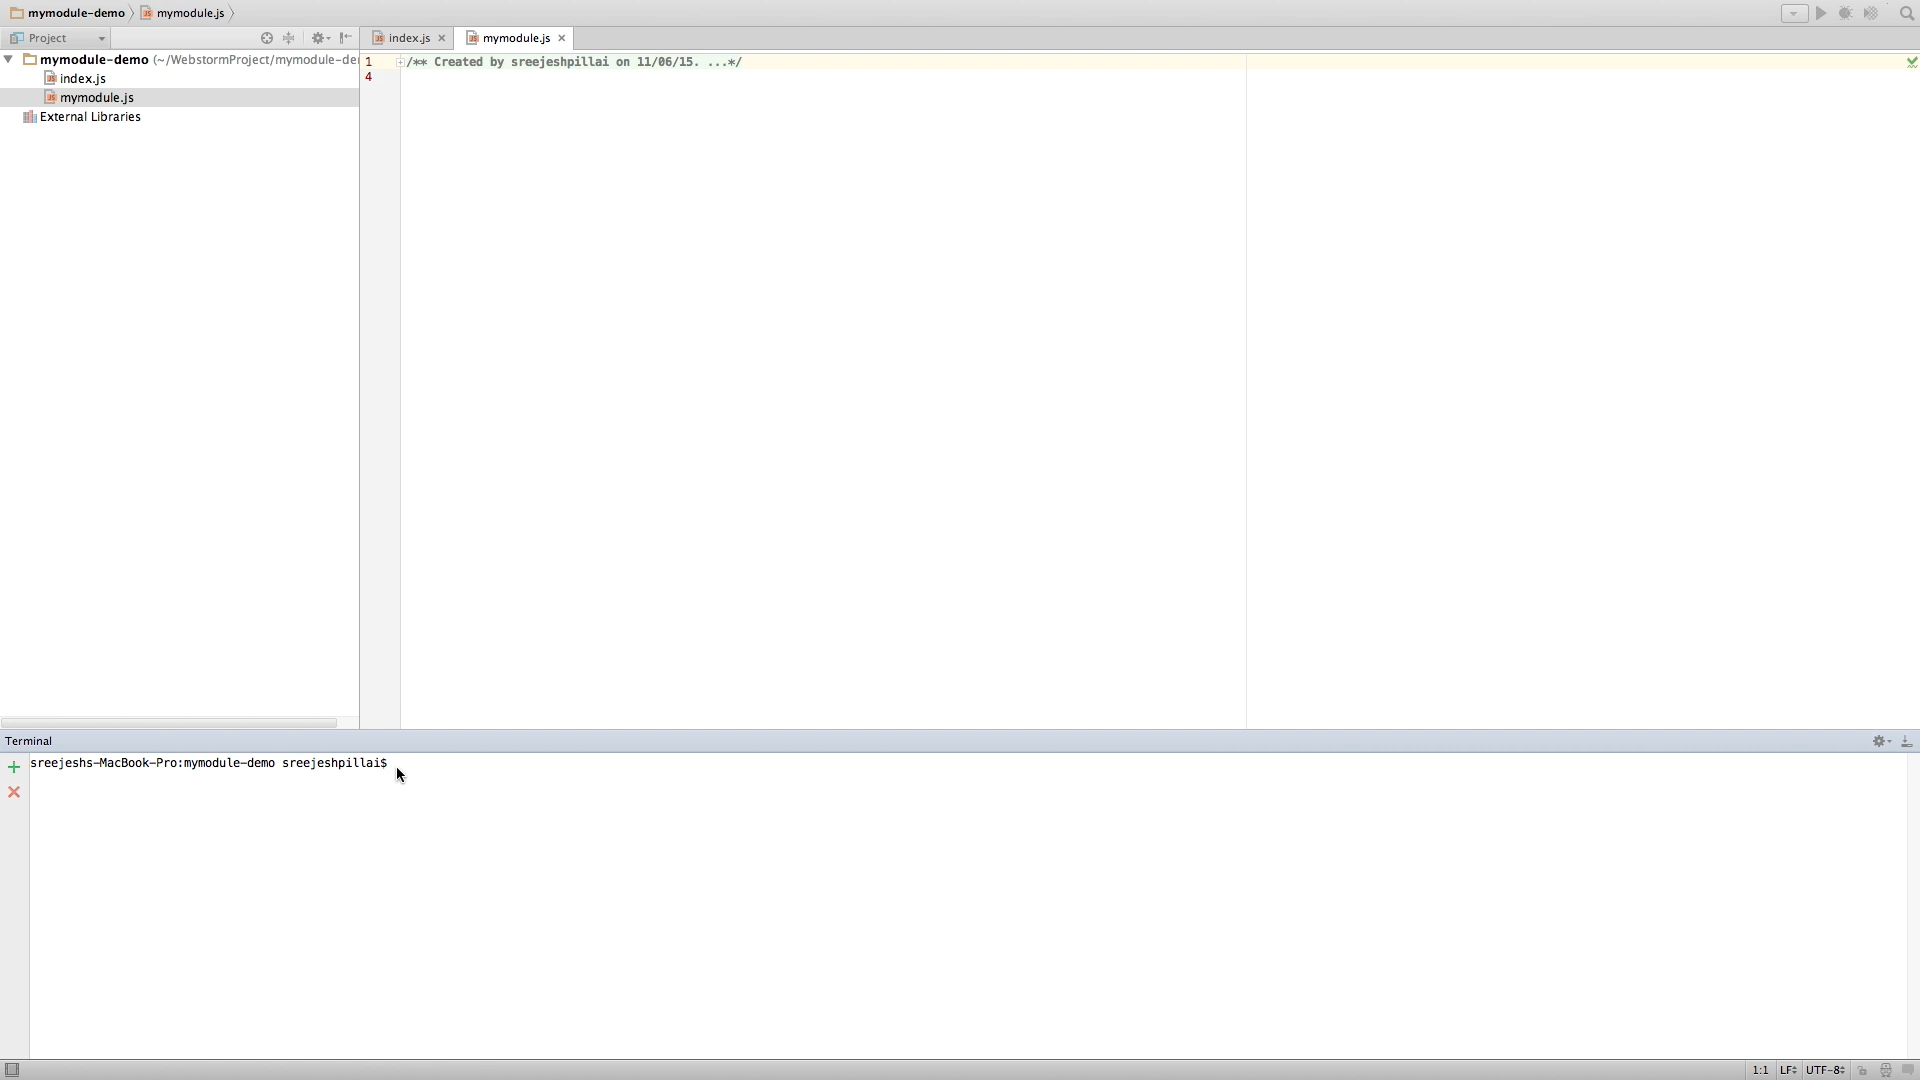 mymodule-demo mymodule.js
Project
index.js mymodule.js
mymodule-demo (~/WebstormProject/mymodule-de
index.js
mymodule.js
External Libraries
1 /** Created by sreejeshpillai on 11/06/15. ...*/
4
Terminal
sreejeshs-MacBook-Pro:mymodule-demo sreejeshpillai$
1:1 LF UTF-8